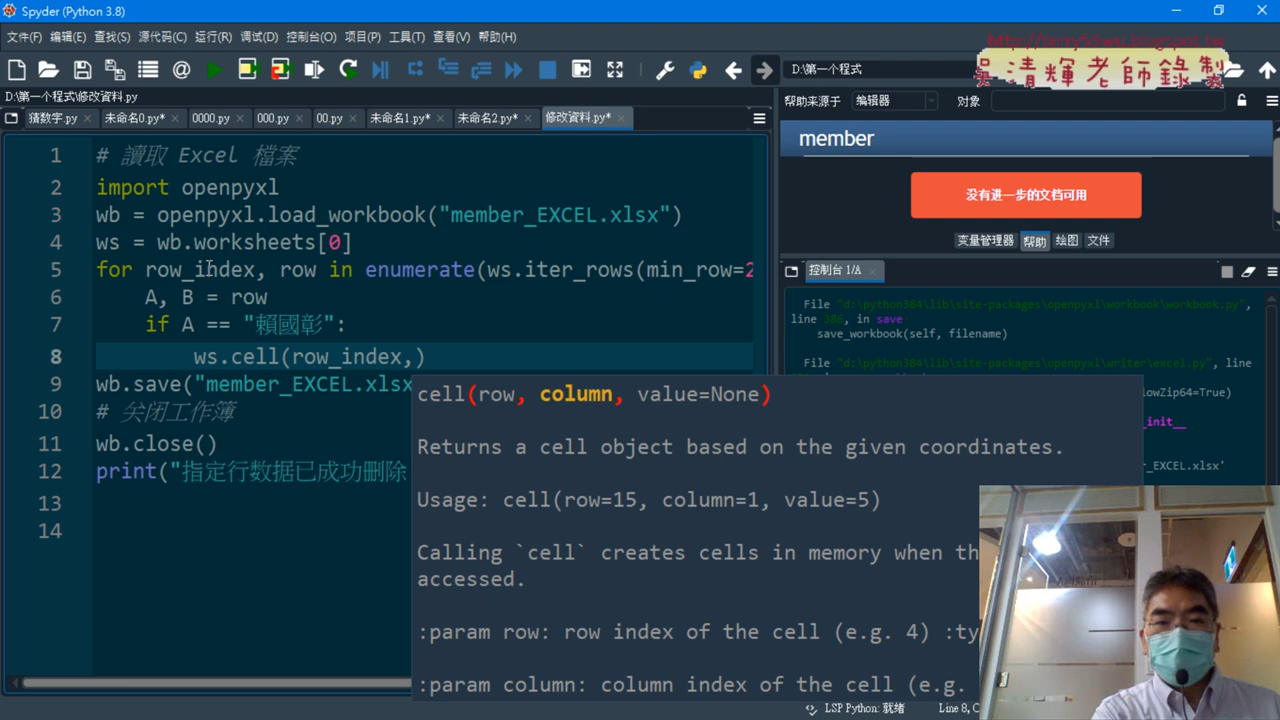 Spyder (Python 3.8)
文件(F) 编辑(E) 查找(S) 源代码(C) 运行(R) 调试(D) 控制台(O) 项目(P) 工具(T) 查看(V) 帮助(H)
http://terry55wu.blogspot.tw
D:\第一个程式
吳清輝老師錄製
D:\第一个程式\修改資料.py
帮助来源于 编辑器 对象
猜数字.py 未命名0.py* 0000.py 000.py 00.py 未命名1.py* 未命名2.py* 修改資料.py*
member
没有进一步的文档可用
变量管理器 帮助 绘图 文件
控制台 1/A
1 # 讀取 Excel 檔案
2 import openpyxl
3 wb = openpyxl.load_workbook("member_EXCEL.xlsx")
4 ws = wb.worksheets[0]
5 for row_index, row in enumerate(ws.iter_rows(min_row=2
6 A, B = row
7 if A == "賴國彰":
8 ws.cell(row_index,)
9 wb.save("member_EXCEL.xlsx
10 # 关闭工作簿
11 wb.close()
12 print("指定行数据已成功删除
13
14
File "d:\python384\lib\site-packages\openpyxl\workbook\workbook.py",
line 386, in save
save_workbook(self, filename)
File "d:\python384\lib\site-packages\openpyxl\writer\excel.py", line
lowZip64=True)
_init__
r_EXCEL.xlsx'
cell(row, column, value=None)
Returns a cell object based on the given coordinates.
Usage: cell(row=15, column=1, value=5)
Calling `cell` creates cells in memory when th
accessed.
:param row: row index of the cell (e.g. 4) :ty
:param column: column index of the cell (e.g.
LSP Python: 就绪 Line 8, C